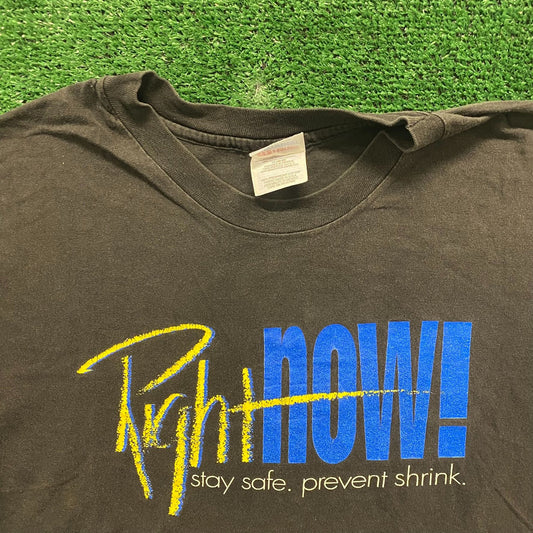 Right now!
stay safe. prevent shrink.